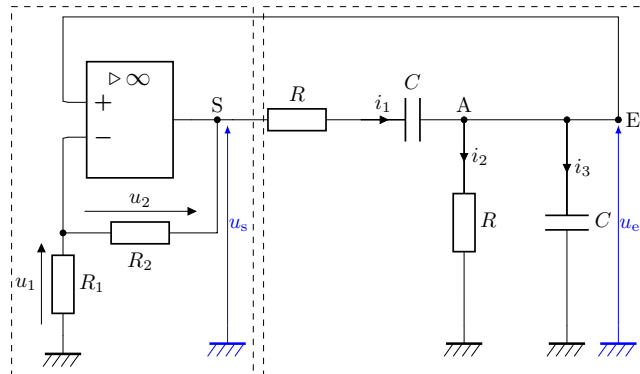 ▷ ∞
+
−
S
R
i₁
C
A
E
i₂
i₃
u₂
R₂
uₛ
R
C
uₑ
u₁
R₁